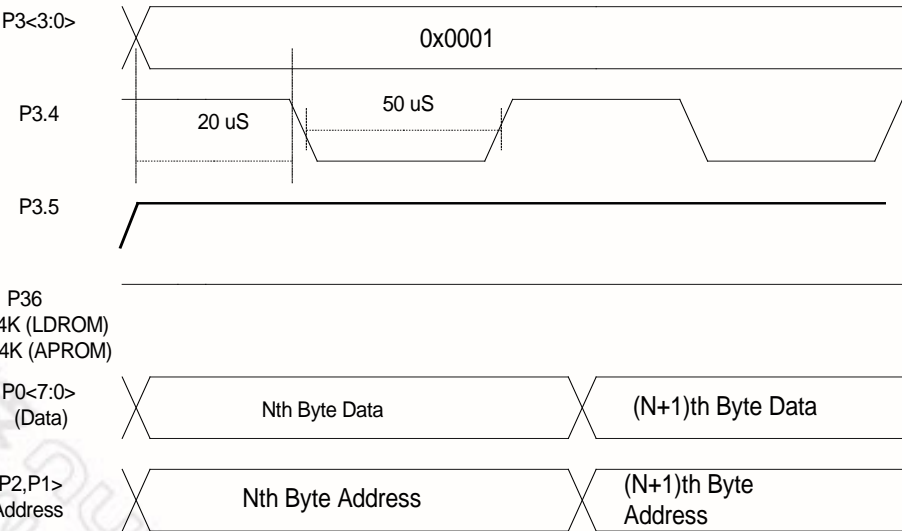 P3<3:0>
0x0001
P3.4
20 uS
50 uS
P3.5
P36
4K (LDROM)
4K (APROM)
P0<7:0>
(Data)
Nth Byte Data
(N+1)th Byte Data
P2,P1>
Address
Nth Byte Address
(N+1)th Byte
Address